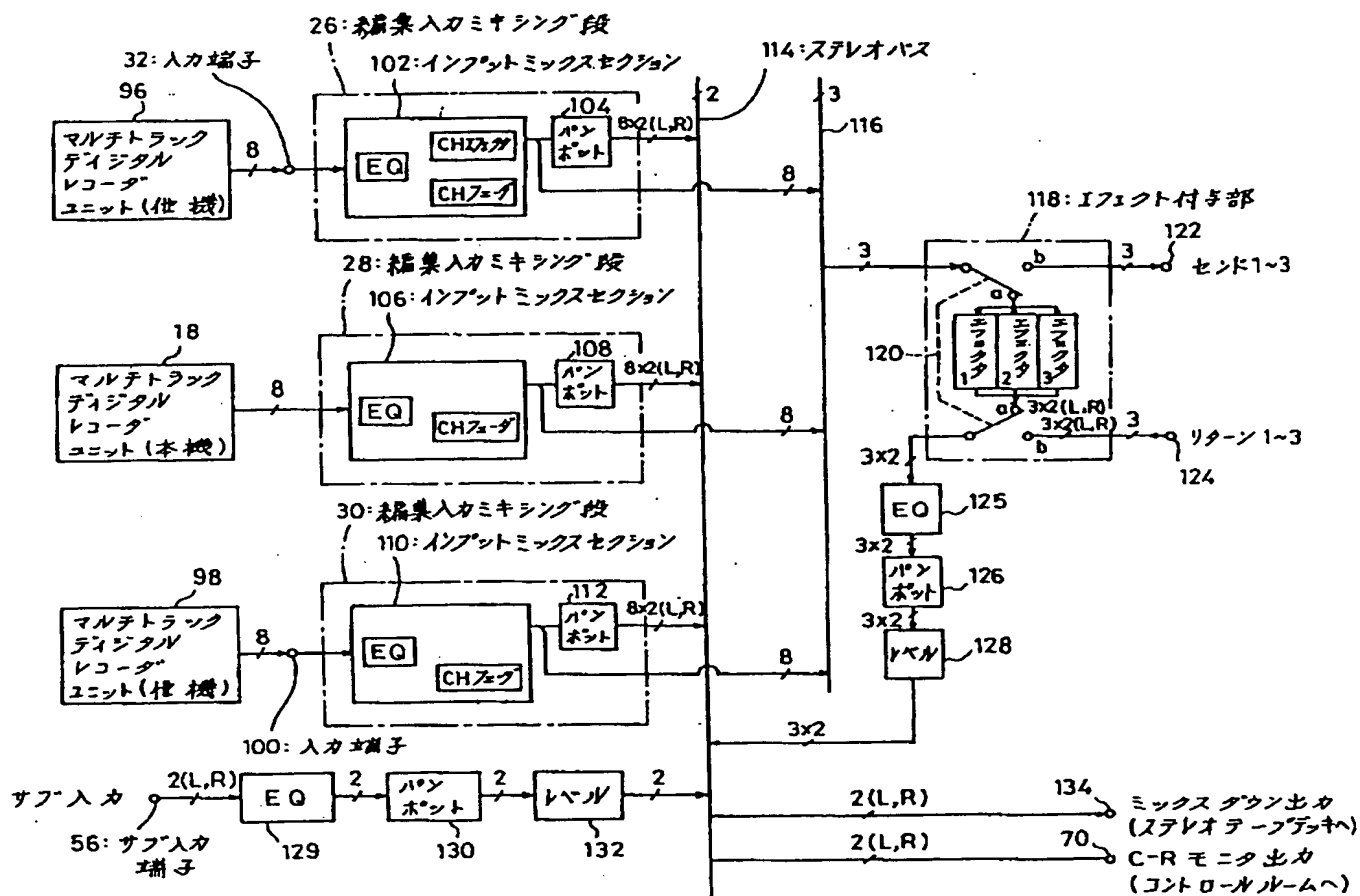 26:編集入力ミキシング段
32:入力端子
102:インプットミックスセクション
114:ステレオバス
96
マルチトラック
ディジタル
レコーダ
ユニット(他機)
8
EQ
CHエフェクタ
CHフェーダ
104
パン
ポット
8×2(L,R)
2
3
116
8
118:エフェクト付与部
3
a
b
3
122
センド1~3
120
エフェクタ
1
エフェクタ
2
エフェクタ
3
a
3×2(L,R)
3×2(L,R)
b
3
リターン1~3
124
28:編集入力ミキシング段
106:インプットミックスセクション
18
マルチトラック
ディジタル
レコーダ
ユニット(本機)
8
EQ
CHフェーダ
108
パン
ポット
8×2(L,R)
8
3×2
EQ
125
3×2
パン
ポット
126
3×2
レベル
128
3×2
30:編集入力ミキシング段
110:インプットミックスセクション
98
マルチトラック
ディジタル
レコーダ
ユニット(他機)
8
EQ
CHフェーダ
112
パン
ポット
8×2(L,R)
8
100:入力端子
サブ入力
2(L,R)
EQ
2
パン
ポット
2
レベル
2
56:サブ入力
端子
129
130
132
2(L,R)
134
ミックスダウン出力
(ステレオテープデッキへ)
2(L,R)
70
C-Rモニタ出力
(コントロールルームへ)